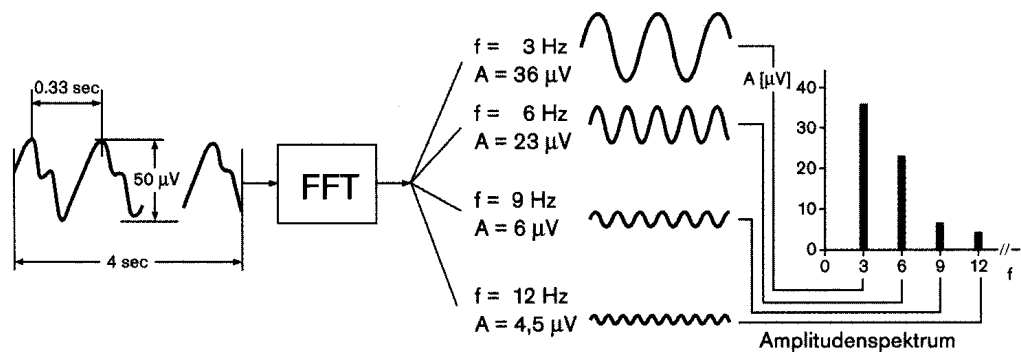 0.33 sec
50 µV
4 sec
FFT
f = 3 Hz
A = 36 µV
f = 6 Hz
A = 23 µV
f = 9 Hz
A = 6 µV
f = 12 Hz
A = 4,5 µV
A [µV]
40
30
20
10
0
0 3 6 9 12
f
Amplitudenspektrum